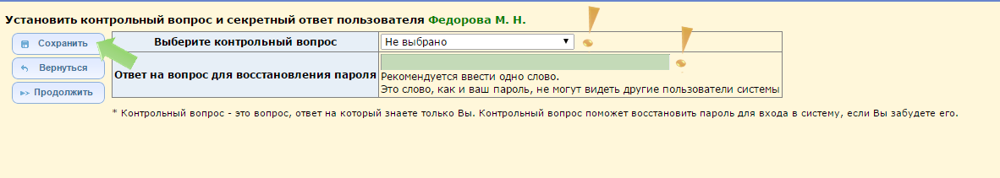 Установить контрольный вопрос и секретный ответ пользователя Федорова М. Н.
Сохранить
Вернуться
Продолжить
Выберите контрольный вопрос
Не выбрано
Ответ на вопрос для восстановления пароля
Рекомендуется ввести одно слово.
Это слово, как и ваш пароль, не могут видеть другие пользователи системы
* Контрольный вопрос - это вопрос, ответ на который знаете только Вы. Контрольный вопрос поможет восстановить пароль для входа в систему, если Вы забудете его.